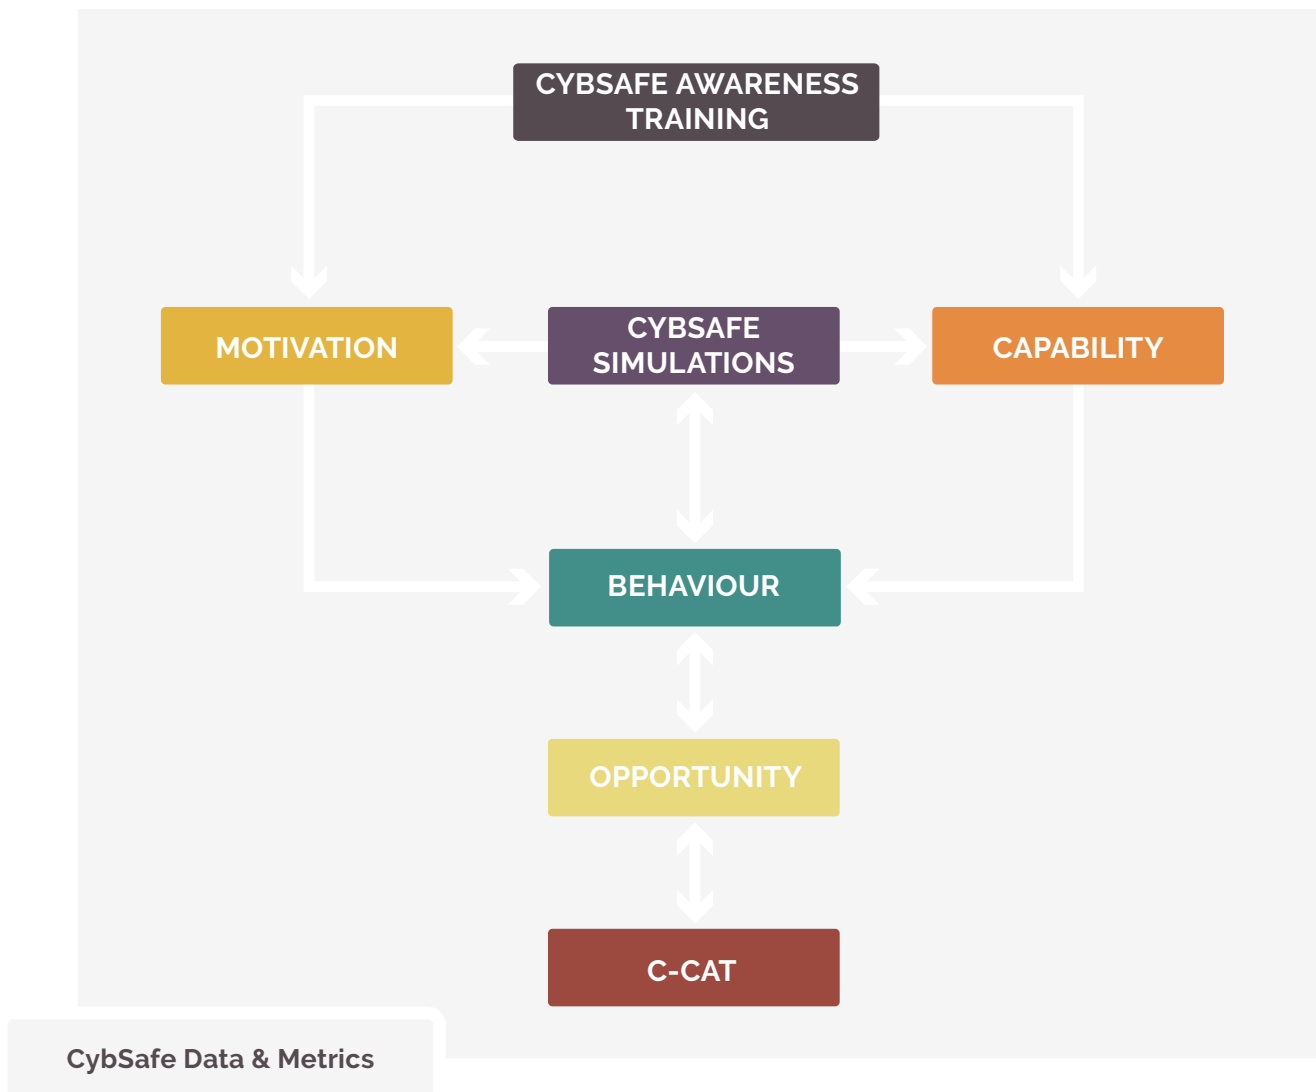 CYBSAFE AWARENESS
TRAINING
MOTIVATION
CYBSAFE
SIMULATIONS
CAPABILITY
BEHAVIOUR
OPPORTUNITY
C-CAT
CybSafe Data & Metrics